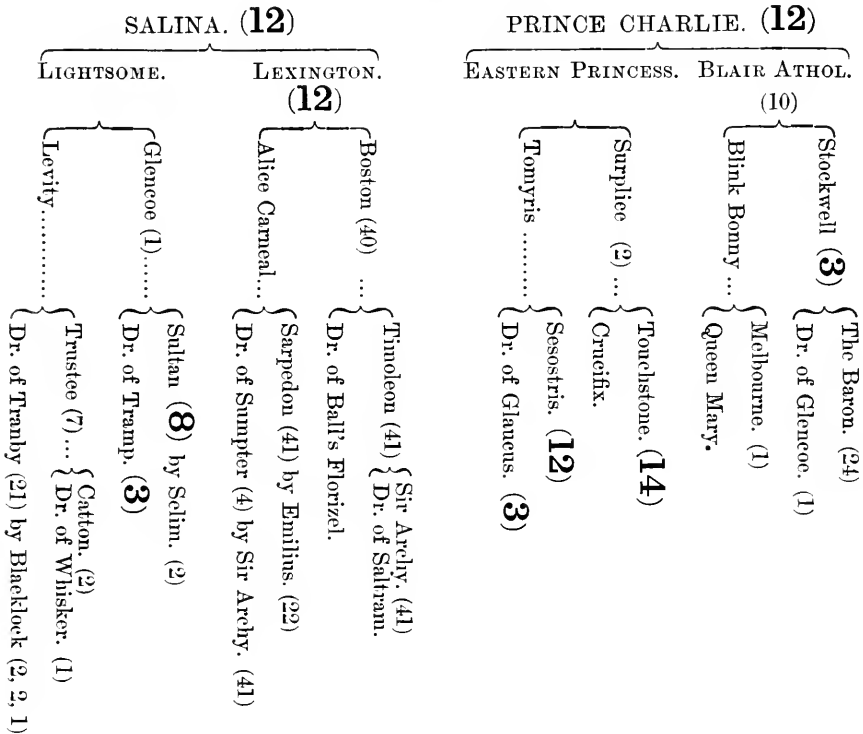 SALINA. (12)
PRINCE CHARLIE. (12)
LIGHTSOME.
LEXINGTON.
(12)
EASTERN PRINCESS.
BLAIR ATHOL.
(10)
Stockwell (3)
The Baron. (24)
Dr. of Glencoe. (1)
Blink Bonny ...
Melbourne. (1)
Queen Mary.
Surplice (2) ...
Touchstone. (14)
Crucifix.
Tomyris ........
Sesostris. (12)
Dr. of Glaucus. (3)
Boston (40) ...
Timoleon (41)
Sir Archy. (41)
Dr. of Saltram.
Dr. of Ball's Florizel.
Alice Carneal...
Sarpedon (41) by Emilius. (22)
Dr. of Sumpter (4) by Sir Archy. (41)
Glencoe (1)......
Sultan (8) by Selim. (2)
Dr. of Tramp. (3)
Levity............
Trustee (7) ...
Catton. (2)
Dr. of Whisker. (1)
Dr. of Tranby (21) by Blacklock (2, 2, 1)